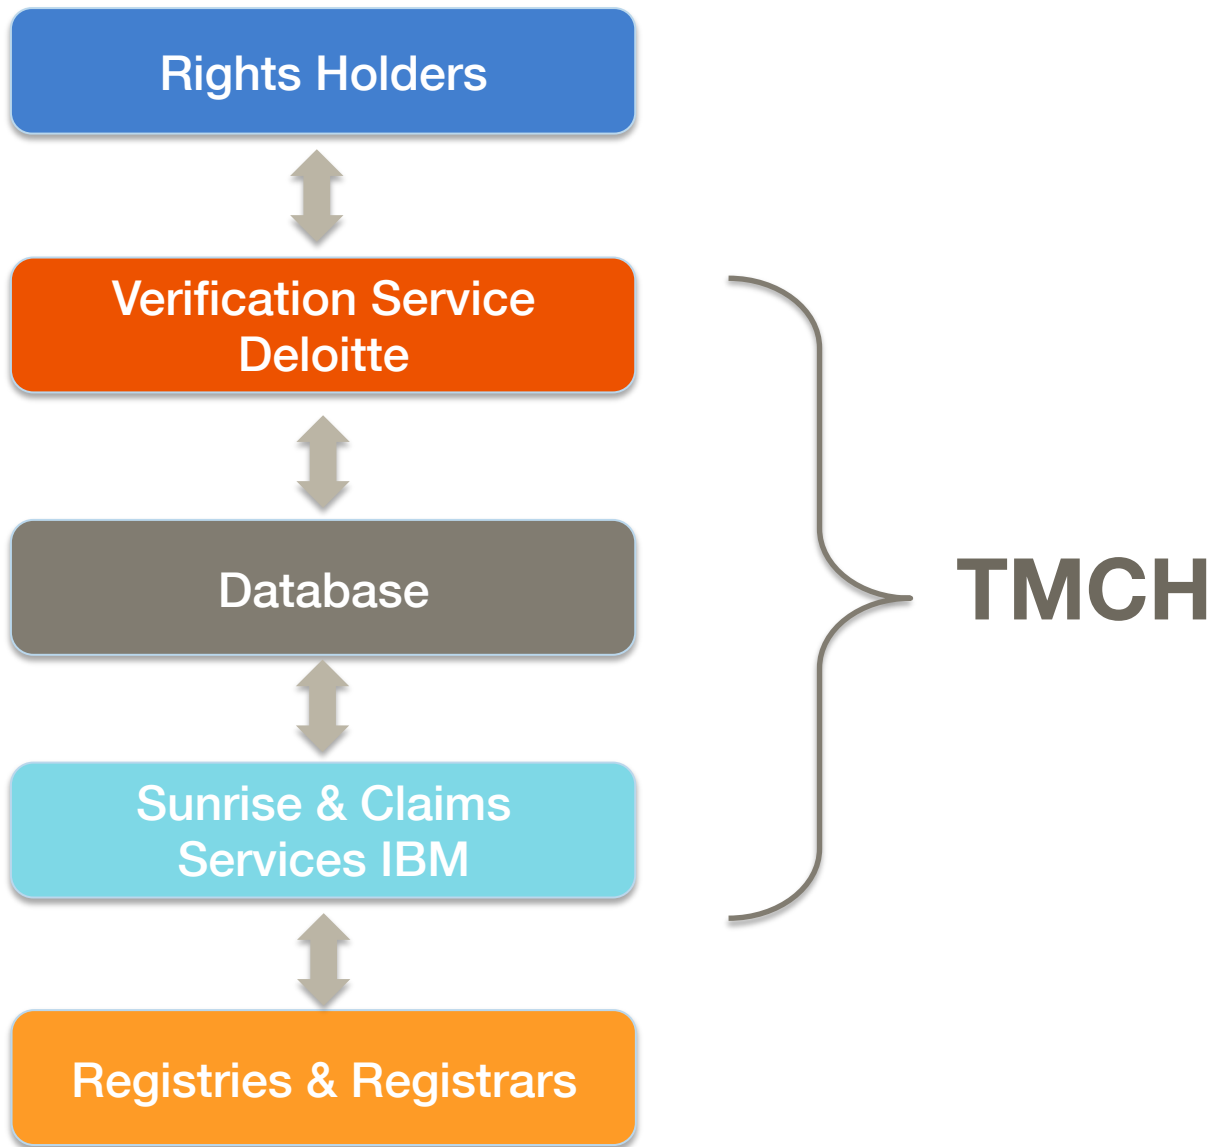 Rights Holders
Verification Service
Deloitte
Database
TMCH
Sunrise & Claims
Services IBM
Registries & Registrars